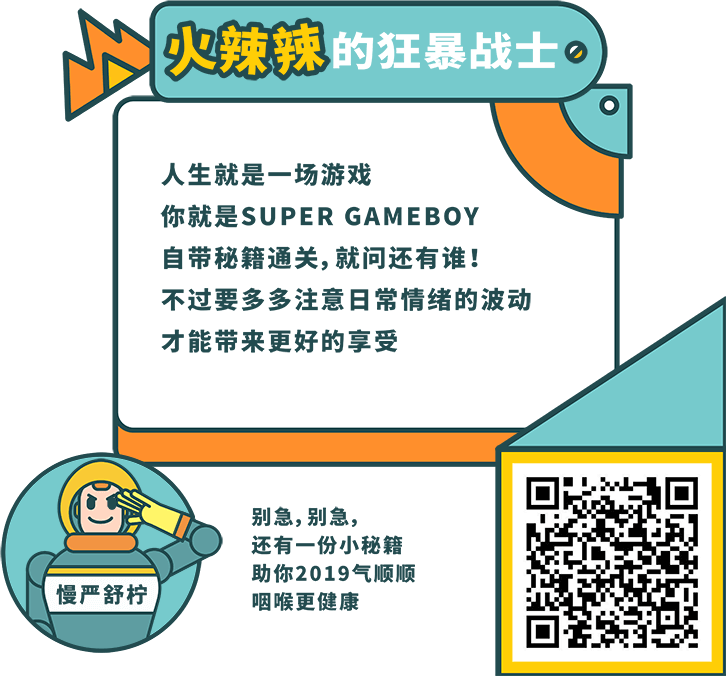 火辣辣的狂暴战士
人生就是一场游戏
你就是SUPER GAMEBOY
自带秘籍通关,就问还有谁!
不过要多多注意日常情绪的波动
才能带来更好的享受
别急,别急,
还有一份小秘籍
助你2019气顺顺
咽喉更健康
慢严舒柠